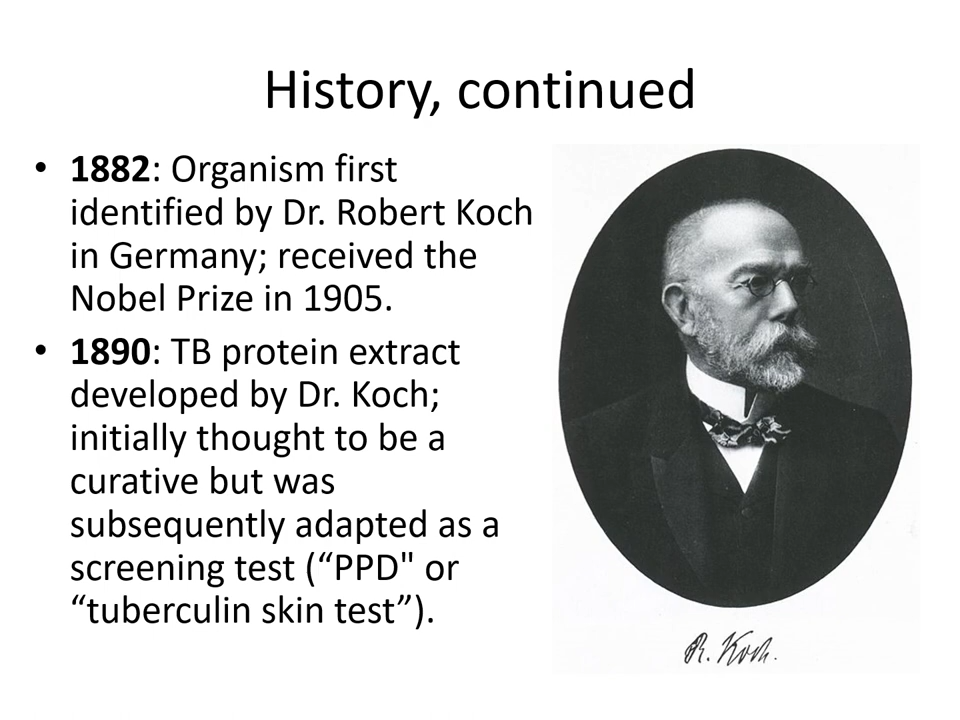 History, continued
• 1882: Organism first
identified by Dr. Robert Koch
in Germany; received the
Nobel Prize in 1905.
• 1890: TB protein extract
developed by Dr. Koch;
initially thought to be a
curative but was
subsequently adapted as a
screening test (“PPD" or
“tuberculin skin test”).
R. Koch.